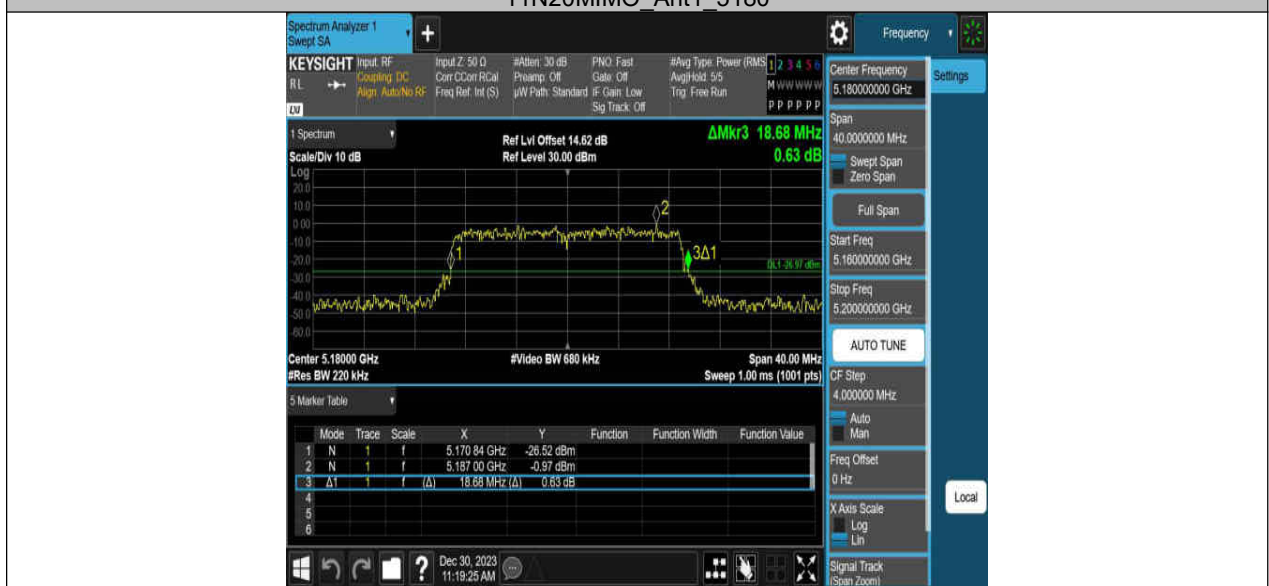 11N20MIMO_Ant1_5180
Spectrum Analyzer 1
Swept SA
+
Frequency
KEYSIGHT
RL
Input: RF
Coupling: DC
Align: Auto/No RF
Input Z: 50 Ω
Corr CCorr RCal
Freq Ref: Int (S)
#Atten: 30 dB
Preamp: Off
µW Path: Standard
PNO: Fast
Gate: Off
IF Gain: Low
Sig Track: Off
#Avg Type: Power (RMS
Avg|Hold: 5/5
Trig: Free Run
1 2 3 4 5 6
M W W W W W
P P P P P P
1 Spectrum
Scale/Div 10 dB
Ref Lvl Offset 14.62 dB
Ref Level 30.00 dBm
ΔMkr3 18.68 MHz
0.63 dB
Log
20.0
10.0
0.00
-10.0
-20.0
-30.0
-40.0
-50.0
-60.0
1
2
3Δ1
DL1 -26.97 dBm
Center 5.18000 GHz
#Res BW 220 kHz
#Video BW 680 kHz
Span 40.00 MHz
Sweep 1.00 ms (1001 pts)
5 Marker Table
Mode Trace Scale X Y Function Function Width Function Value
1 N 1 f 5.170 84 GHz -26.52 dBm
2 N 1 f 5.187 00 GHz -0.97 dBm
3 Δ1 1 f (Δ) 18.68 MHz (Δ) 0.63 dB
4
5
6
Dec 30, 2023
11:19:25 AM
Center Frequency
5.180000000 GHz
Settings
Span
40.0000000 MHz
Swept Span
Zero Span
Full Span
Start Freq
5.160000000 GHz
Stop Freq
5.200000000 GHz
AUTO TUNE
CF Step
4.000000 MHz
Auto
Man
Freq Offset
0 Hz
Local
X Axis Scale
Log
Lin
Signal Track
(Span Zoom)